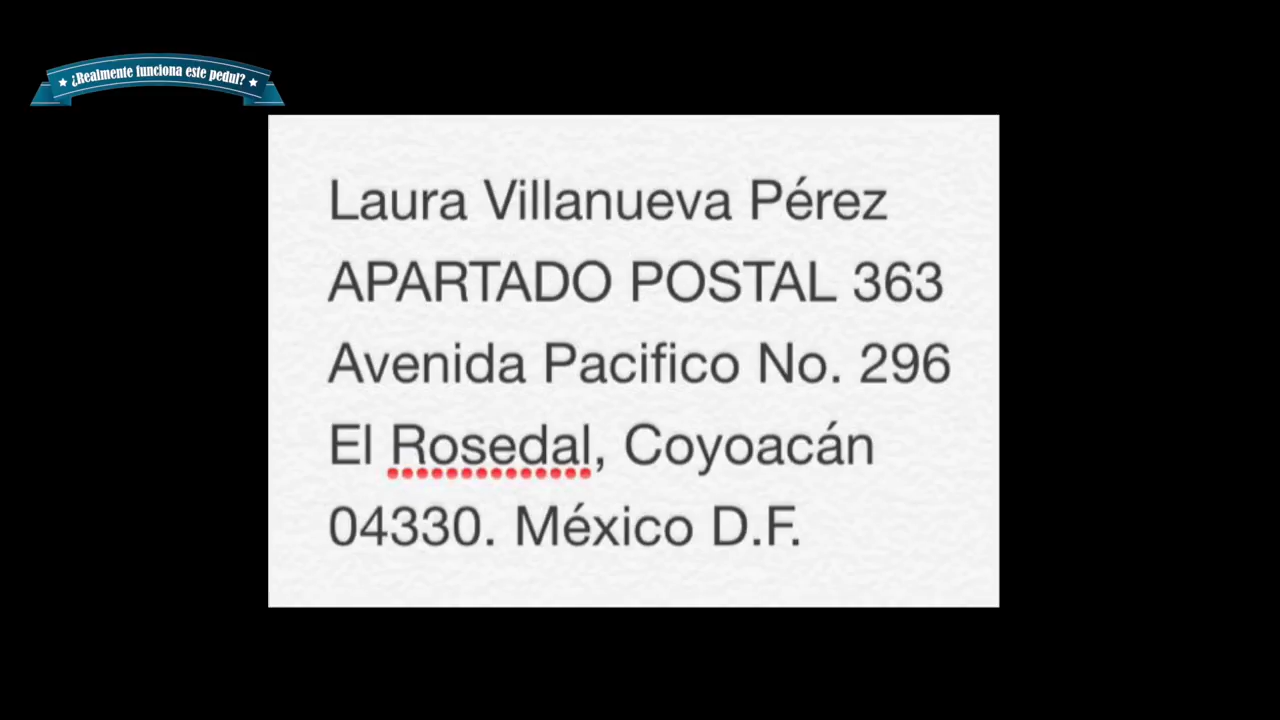 ¿Realmente funciona este pedul?
Laura Villanueva Pérez
APARTADO POSTAL 363
Avenida Pacifico No. 296
El Rosedal, Coyoacán
04330. México D.F.